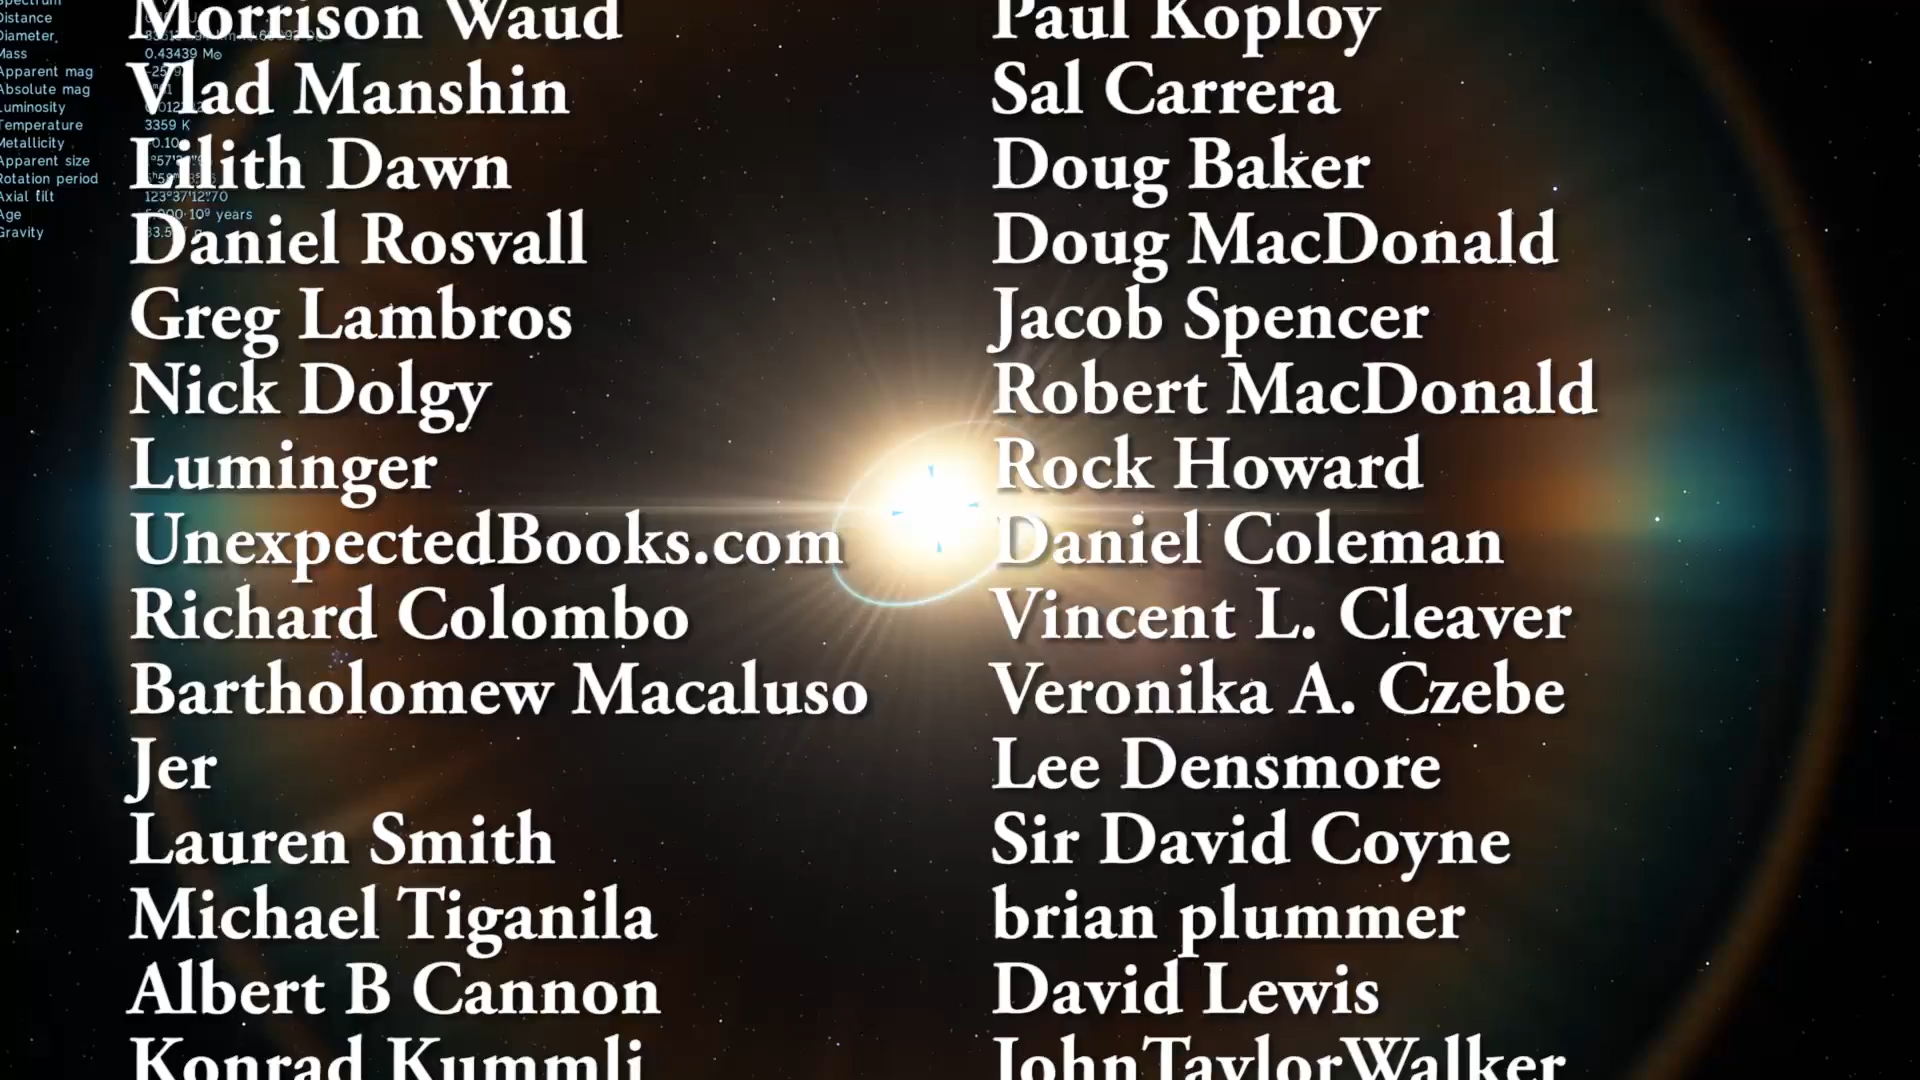 Spectrum
Distance
Diameter
Mass 0.43439 M☉
Apparent mag
Absolute mag
Luminosity
Temperature 3359 K
Metallicity
Apparent size
Rotation period
Axial tilt 123°37'12"70
Age 10⁹ years
Gravity
Morrison Waud
Vlad Manshin
Lilith Dawn
Daniel Rosvall
Greg Lambros
Nick Dolgy
Luminger
UnexpectedBooks.com
Richard Colombo
Bartholomew Macaluso
Jer
Lauren Smith
Michael Tiganila
Albert B Cannon
Konrad Kummli
Paul Koploy
Sal Carrera
Doug Baker
Doug MacDonald
Jacob Spencer
Robert MacDonald
Rock Howard
Daniel Coleman
Vincent L. Cleaver
Veronika A. Czebe
Lee Densmore
Sir David Coyne
brian plummer
David Lewis
JohnTaylorWalker